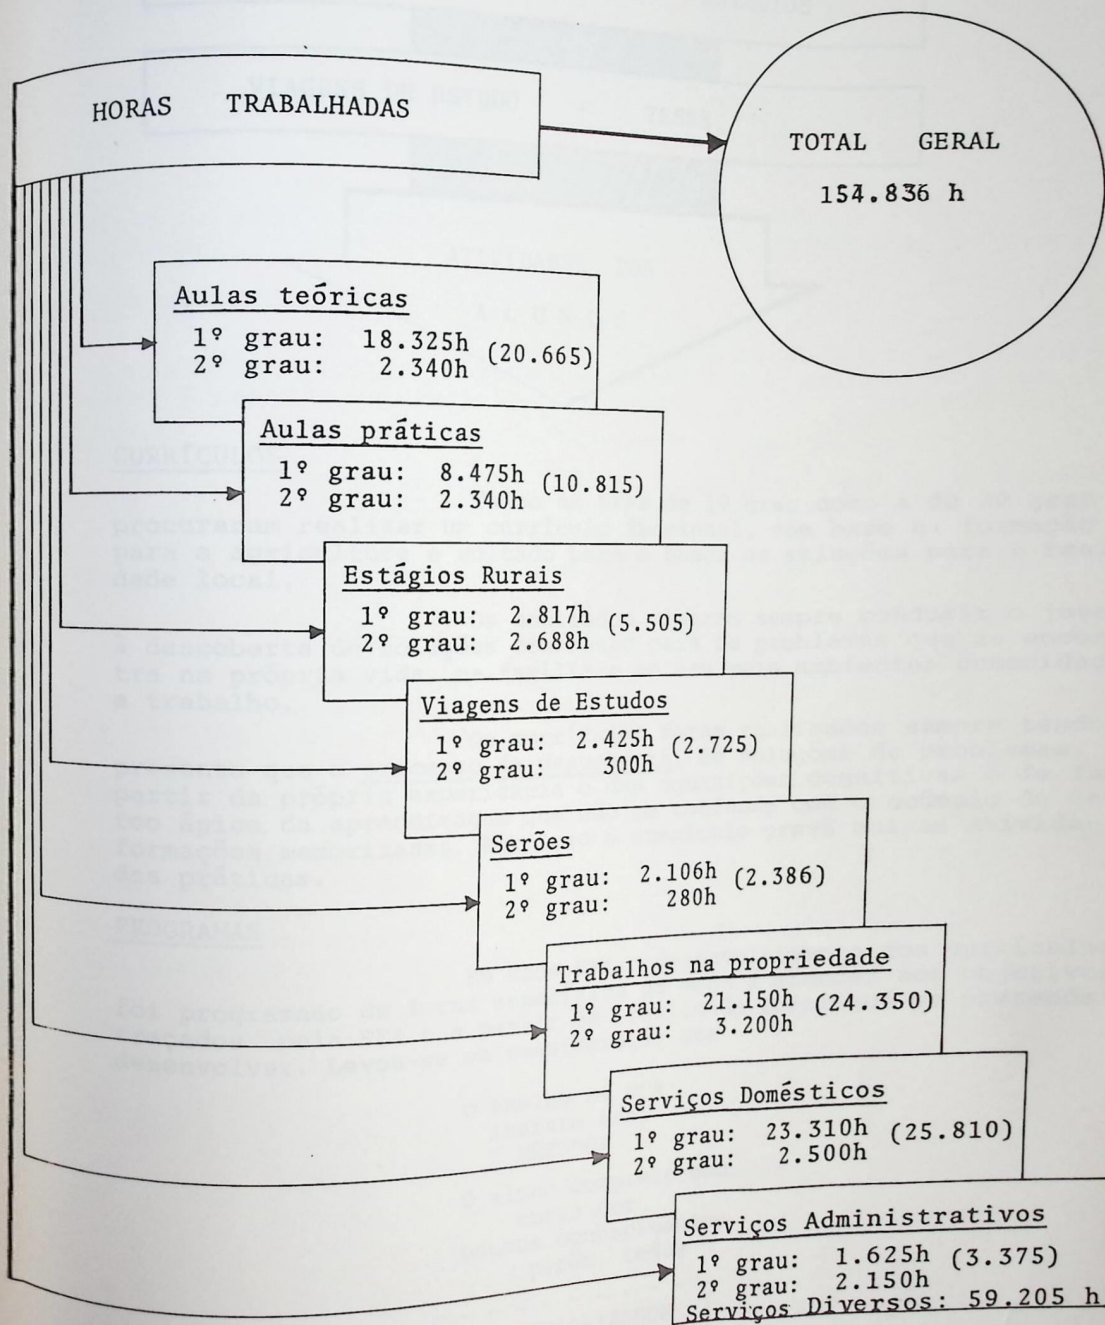 HORAS TRABALHADAS
TOTAL GERAL
154.836 h
Aulas teóricas
1º grau: 18.325h (20.665)
2º grau: 2.340h
Aulas práticas
1º grau: 8.475h (10.815)
2º grau: 2.340h
Estágios Rurais
1º grau: 2.817h (5.505)
2º grau: 2.688h
Viagens de Estudos
1º grau: 2.425h (2.725)
2º grau: 300h
Serões
1º grau: 2.106h (2.386)
2º grau: 280h
Trabalhos na propriedade
1º grau: 21.150h (24.350)
2º grau: 3.200h
Serviços Domésticos
1º grau: 23.310h (25.810)
2º grau: 2.500h
Serviços Administrativos
1º grau: 1.625h (3.375)
2º grau: 2.150h
Serviços Diversos: 59.205 h